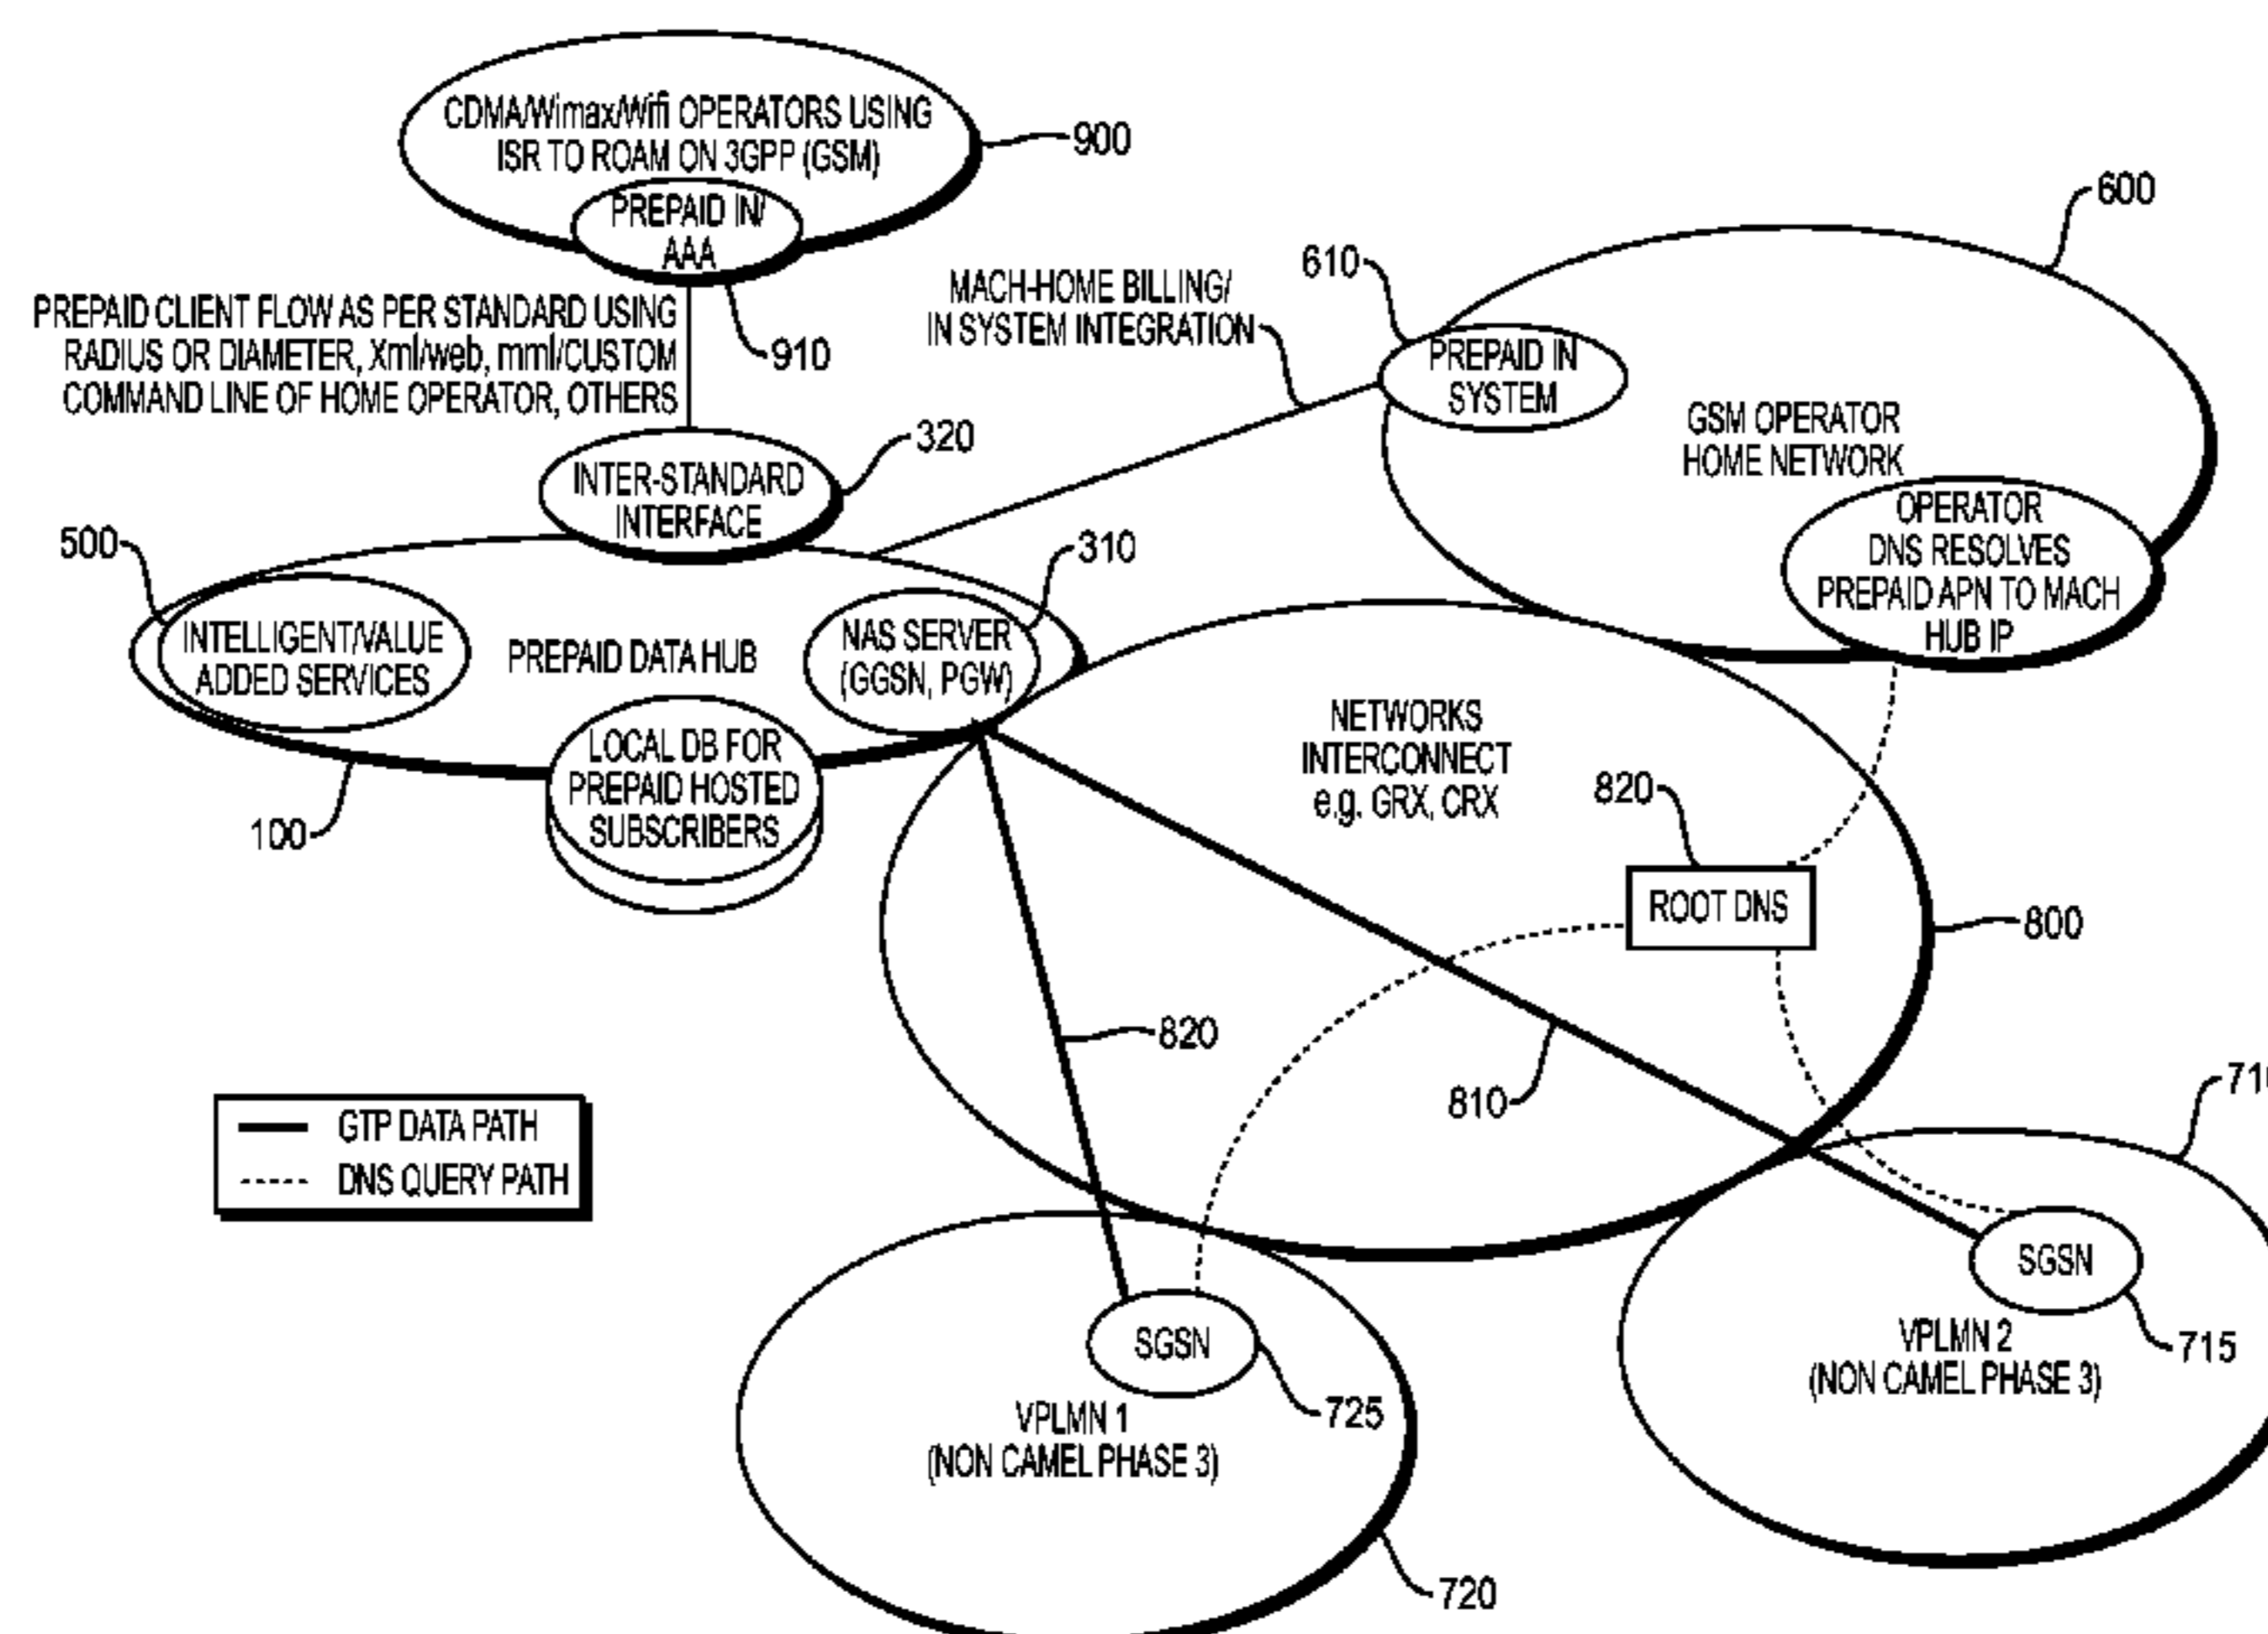 CDMA/Wimax/Wifi OPERATORS USING
ISR TO ROAM ON 3GPP (GSM)
900
PREPAID IN/
AAA
910
PREPAID CLIENT FLOW AS PER STANDARD USING
RADIUS OR DIAMETER, Xml/web, mml/CUSTOM
COMMAND LINE OF HOME OPERATOR, OTHERS
MACH-HOME BILLING/
IN SYSTEM INTEGRATION
610
600
PREPAID IN
SYSTEM
GSM OPERATOR
HOME NETWORK
OPERATOR
DNS RESOLVES
PREPAID APN TO MACH
HUB IP
INTER-STANDARD
INTERFACE
320
500
310
INTELLIGENT/VALUE
ADDED SERVICES
PREPAID DATA HUB
NAS SERVER
(GGSN, PGW)
LOCAL DB FOR
PREPAID HOSTED
SUBSCRIBERS
100
NETWORKS
INTERCONNECT
e.g. GRX, CRX
820
ROOT DNS
800
820
810
GTP DATA PATH
DNS QUERY PATH
SGSN
715
VPLMN 2
(NON CAMEL PHASE 3)
SGSN
725
VPLMN 1
(NON CAMEL PHASE 3)
720